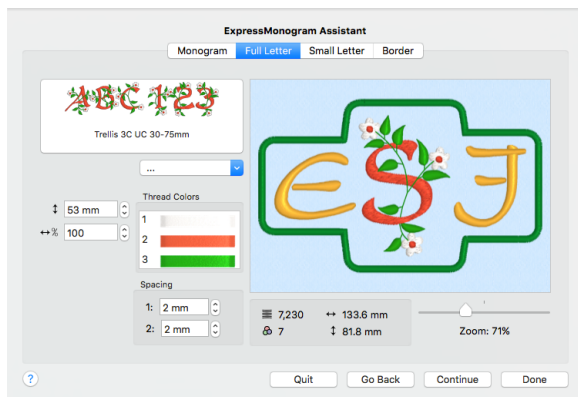 ExpressMonogram Assistant
Monogram Full Letter Small Letter Border
ABC123
Trellis 3C UC 30-75mm
...
53 mm
% 100
Thread Colors
1
2
3
Spacing
1: 2 mm
2: 2 mm
ESJ
7,230 133.6 mm
7 81.8 mm
Zoom: 71%
? Quit Go Back Continue Done